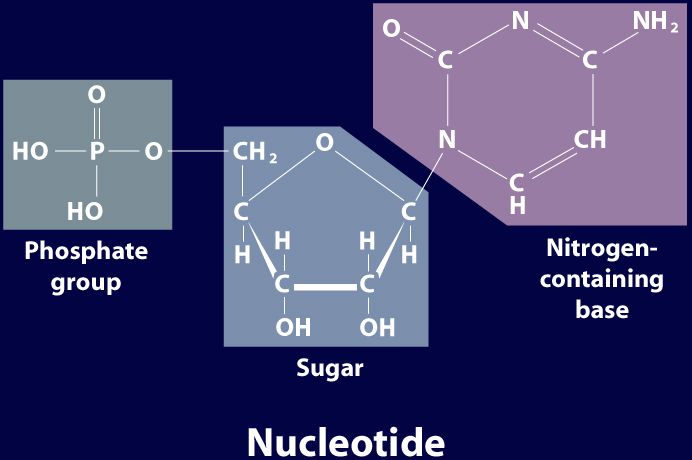 O N NH₂
C C
O
HO P O CH₂ O N CH
C
H
HO C C
H H H H
C C
OH OH
Phosphate
group
Sugar
Nitrogen-
containing
base
Nucleotide